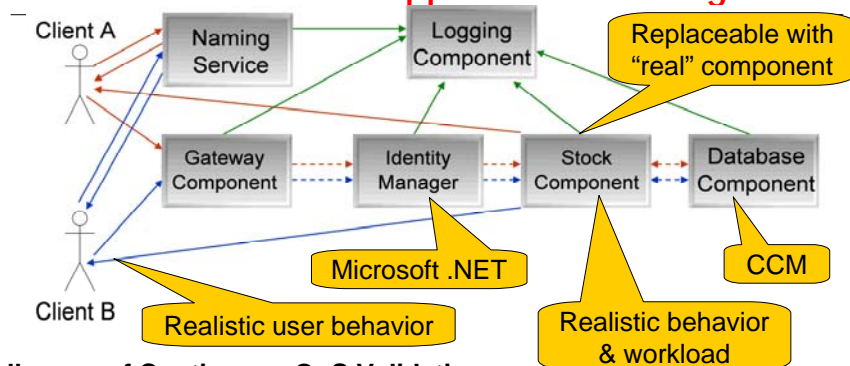 Client A
Naming
Service
Logging
Component
Replaceable with
“real” component
Gateway
Component
Identity
Manager
Stock
Component
Database
Component
Microsoft .NET
CCM
Client B
Realistic user behavior
Realistic behavior
& workload